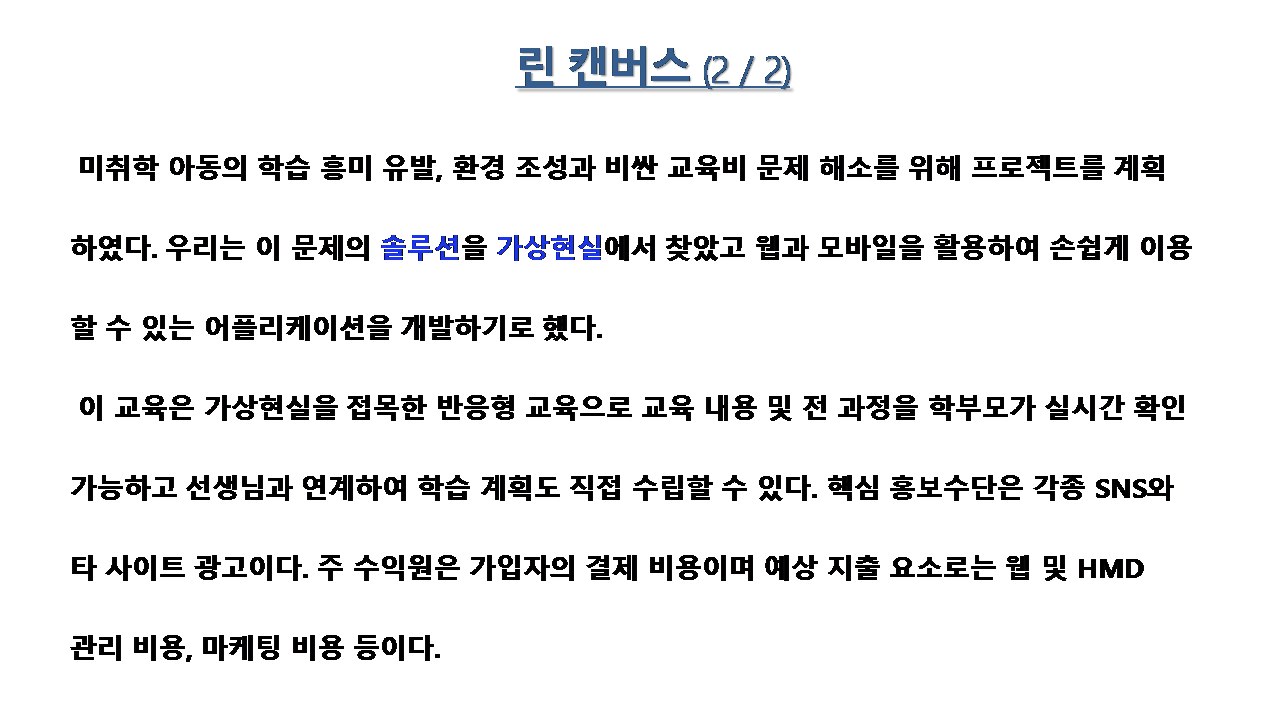 린 캔버스 (2 / 2)
미취학 아동의 학습 흥미 유발, 환경 조성과 비싼 교육비 문제 해소를 위해 프로젝트를 계획
하였다. 우리는 이 문제의 솔루션을 가상현실에서 찾았고 웹과 모바일을 활용하여 손쉽게 이용
할 수 있는 어플리케이션을 개발하기로 했다.
이 교육은 가상현실을 접목한 반응형 교육으로 교육 내용 및 전 과정을 학부모가 실시간 확인
가능하고 선생님과 연계하여 학습 계획도 직접 수립할 수 있다. 핵심 홍보수단은 각종 SNS와
타 사이트 광고이다. 주 수익원은 가입자의 결제 비용이며 예상 지출 요소로는 웹 및 HMD
관리 비용, 마케팅 비용 등이다.